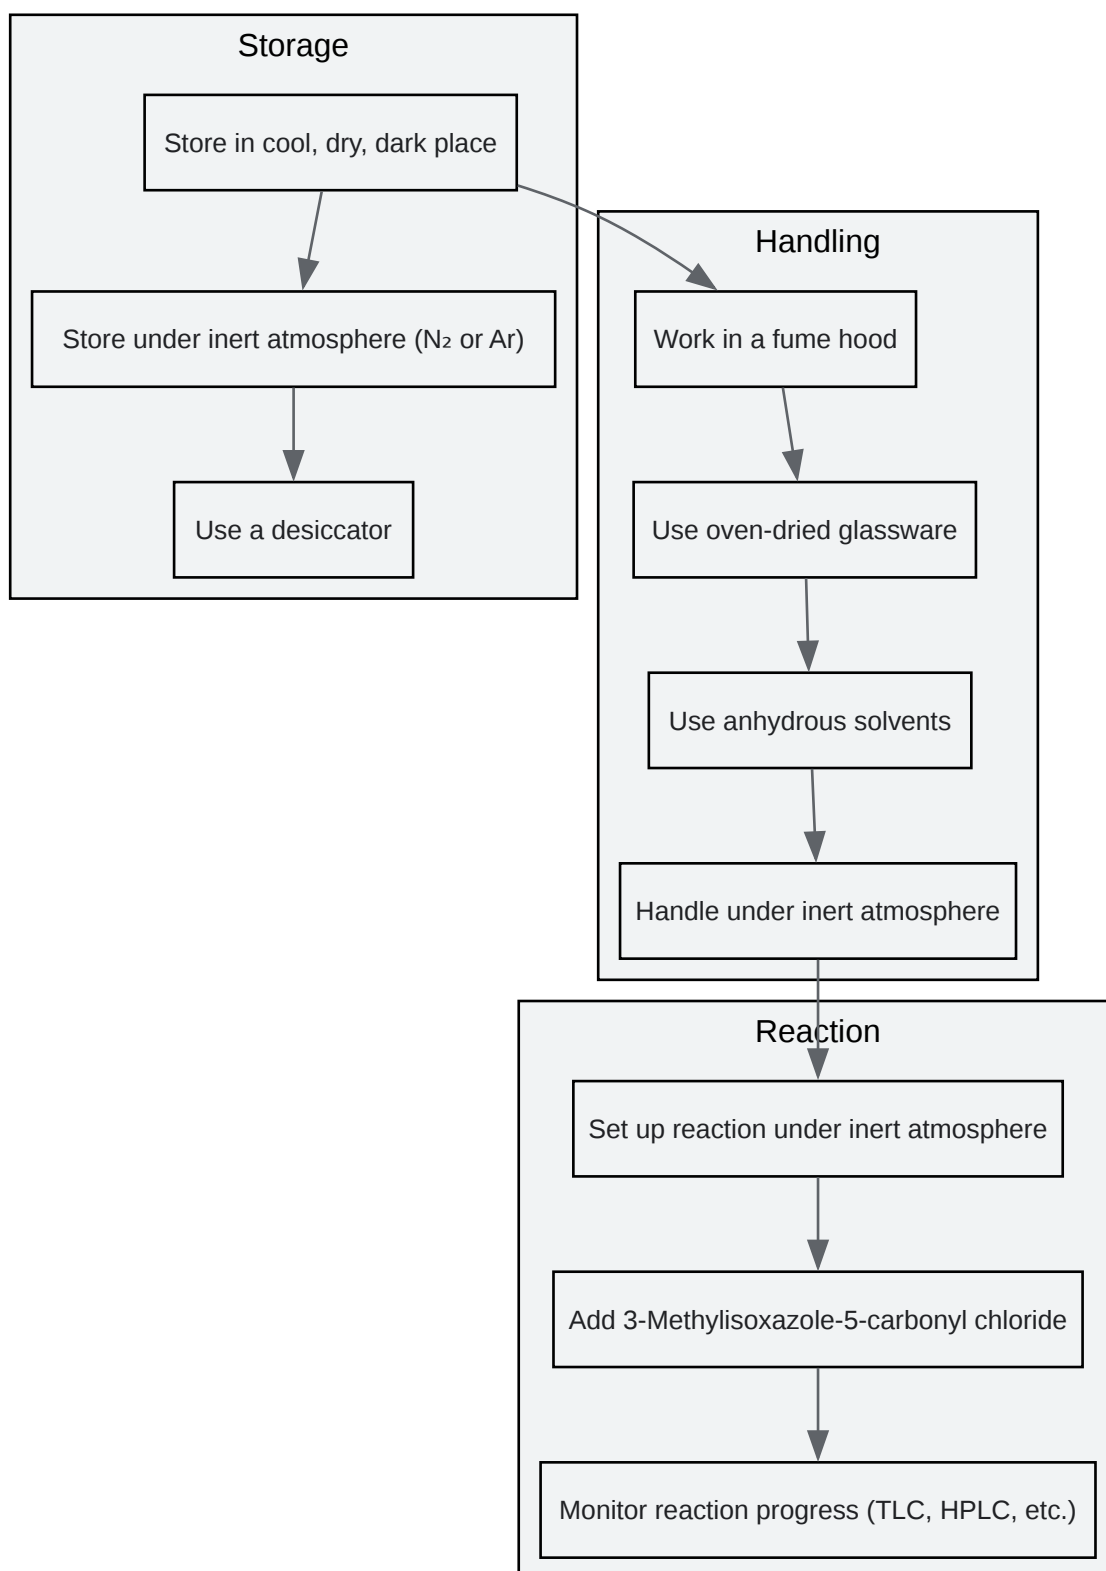 Storage
Store in cool, dry, dark place
Store under inert atmosphere (N₂ or Ar)
Use a desiccator
Handling
Work in a fume hood
Use oven-dried glassware
Use anhydrous solvents
Handle under inert atmosphere
Reaction
Set up reaction under inert atmosphere
Add 3-Methylisoxazole-5-carbonyl chloride
Monitor reaction progress (TLC, HPLC, etc.)